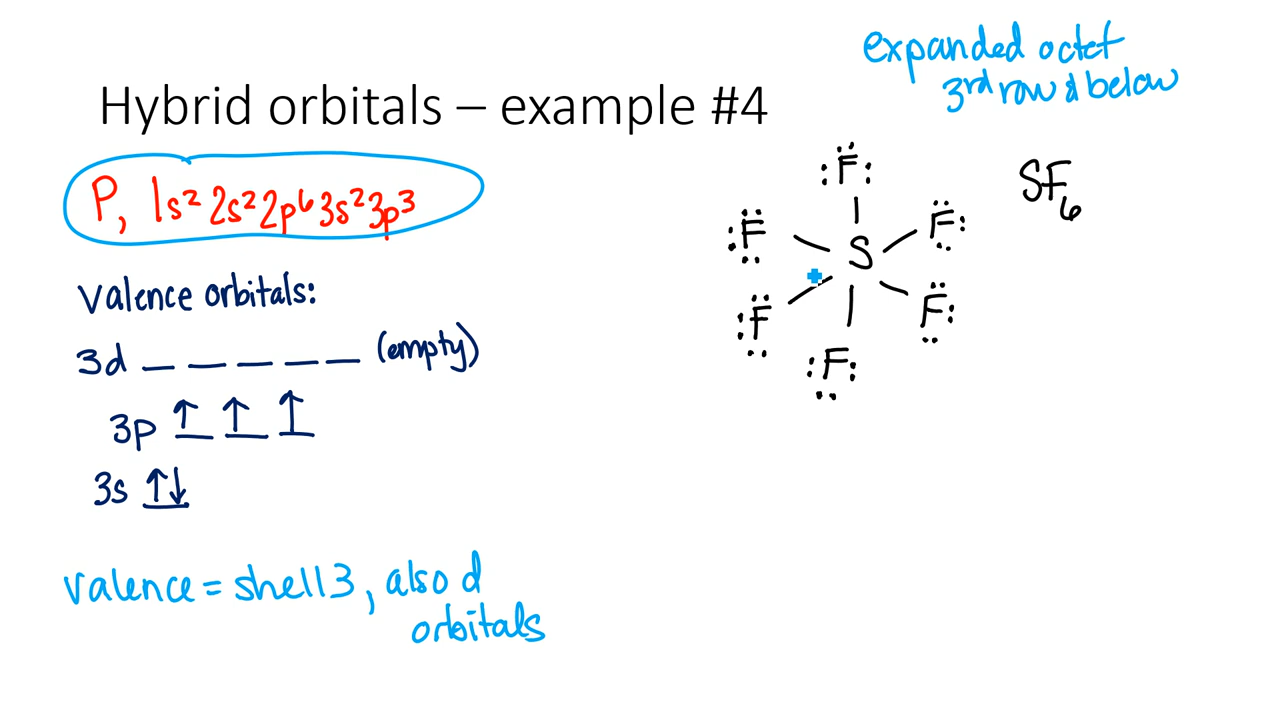 expanded octet
3rd row & below
Hybrid orbitals – example #4
P, 1s² 2s² 2p⁶ 3s² 3p³
SF₆
F
F F
S
F F
F
Valence orbitals:
3d _ _ _ _ _ (empty)
3p ↑ ↑ ↑
3s ↑↓
valence = shell 3, also d
orbitals